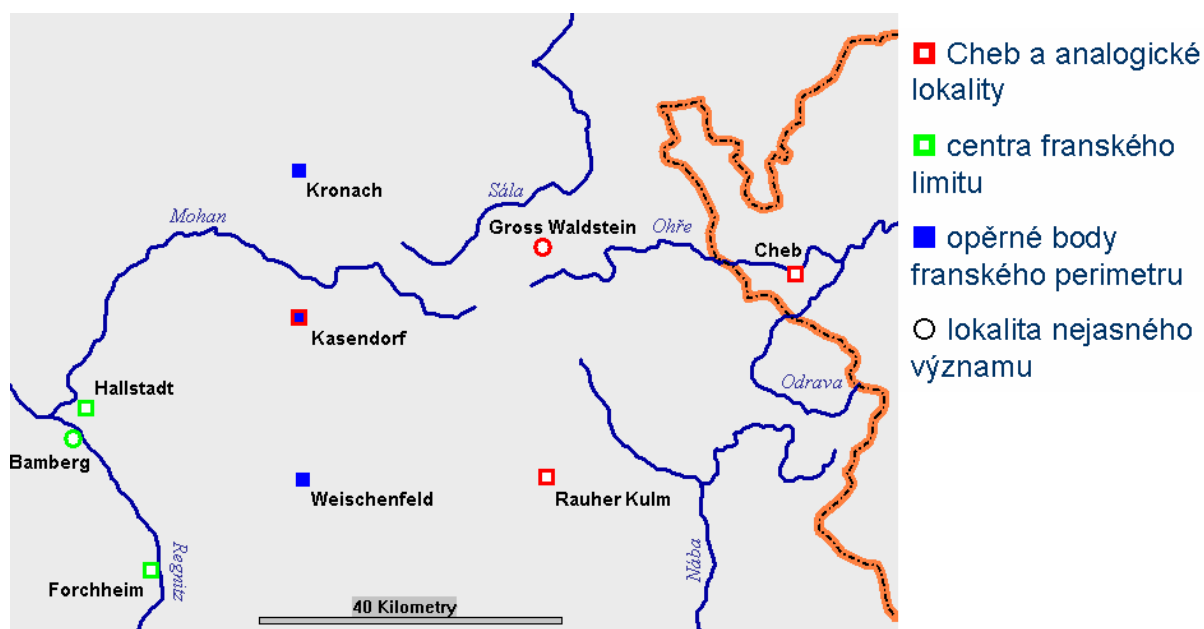 Kronach
Mohan
Sála
Gross Waldstein
Ohře
Cheb
Kasendorf
Hallstadt
Odrava
Bamberg
Weischenfeld
Rauher Kulm
Nába
Regnitz
Forchheim
40 Kilometry
Cheb a analogické
lokality
centra franského
limitu
opěrné body
franského perimetru
lokalita nejasného
významu